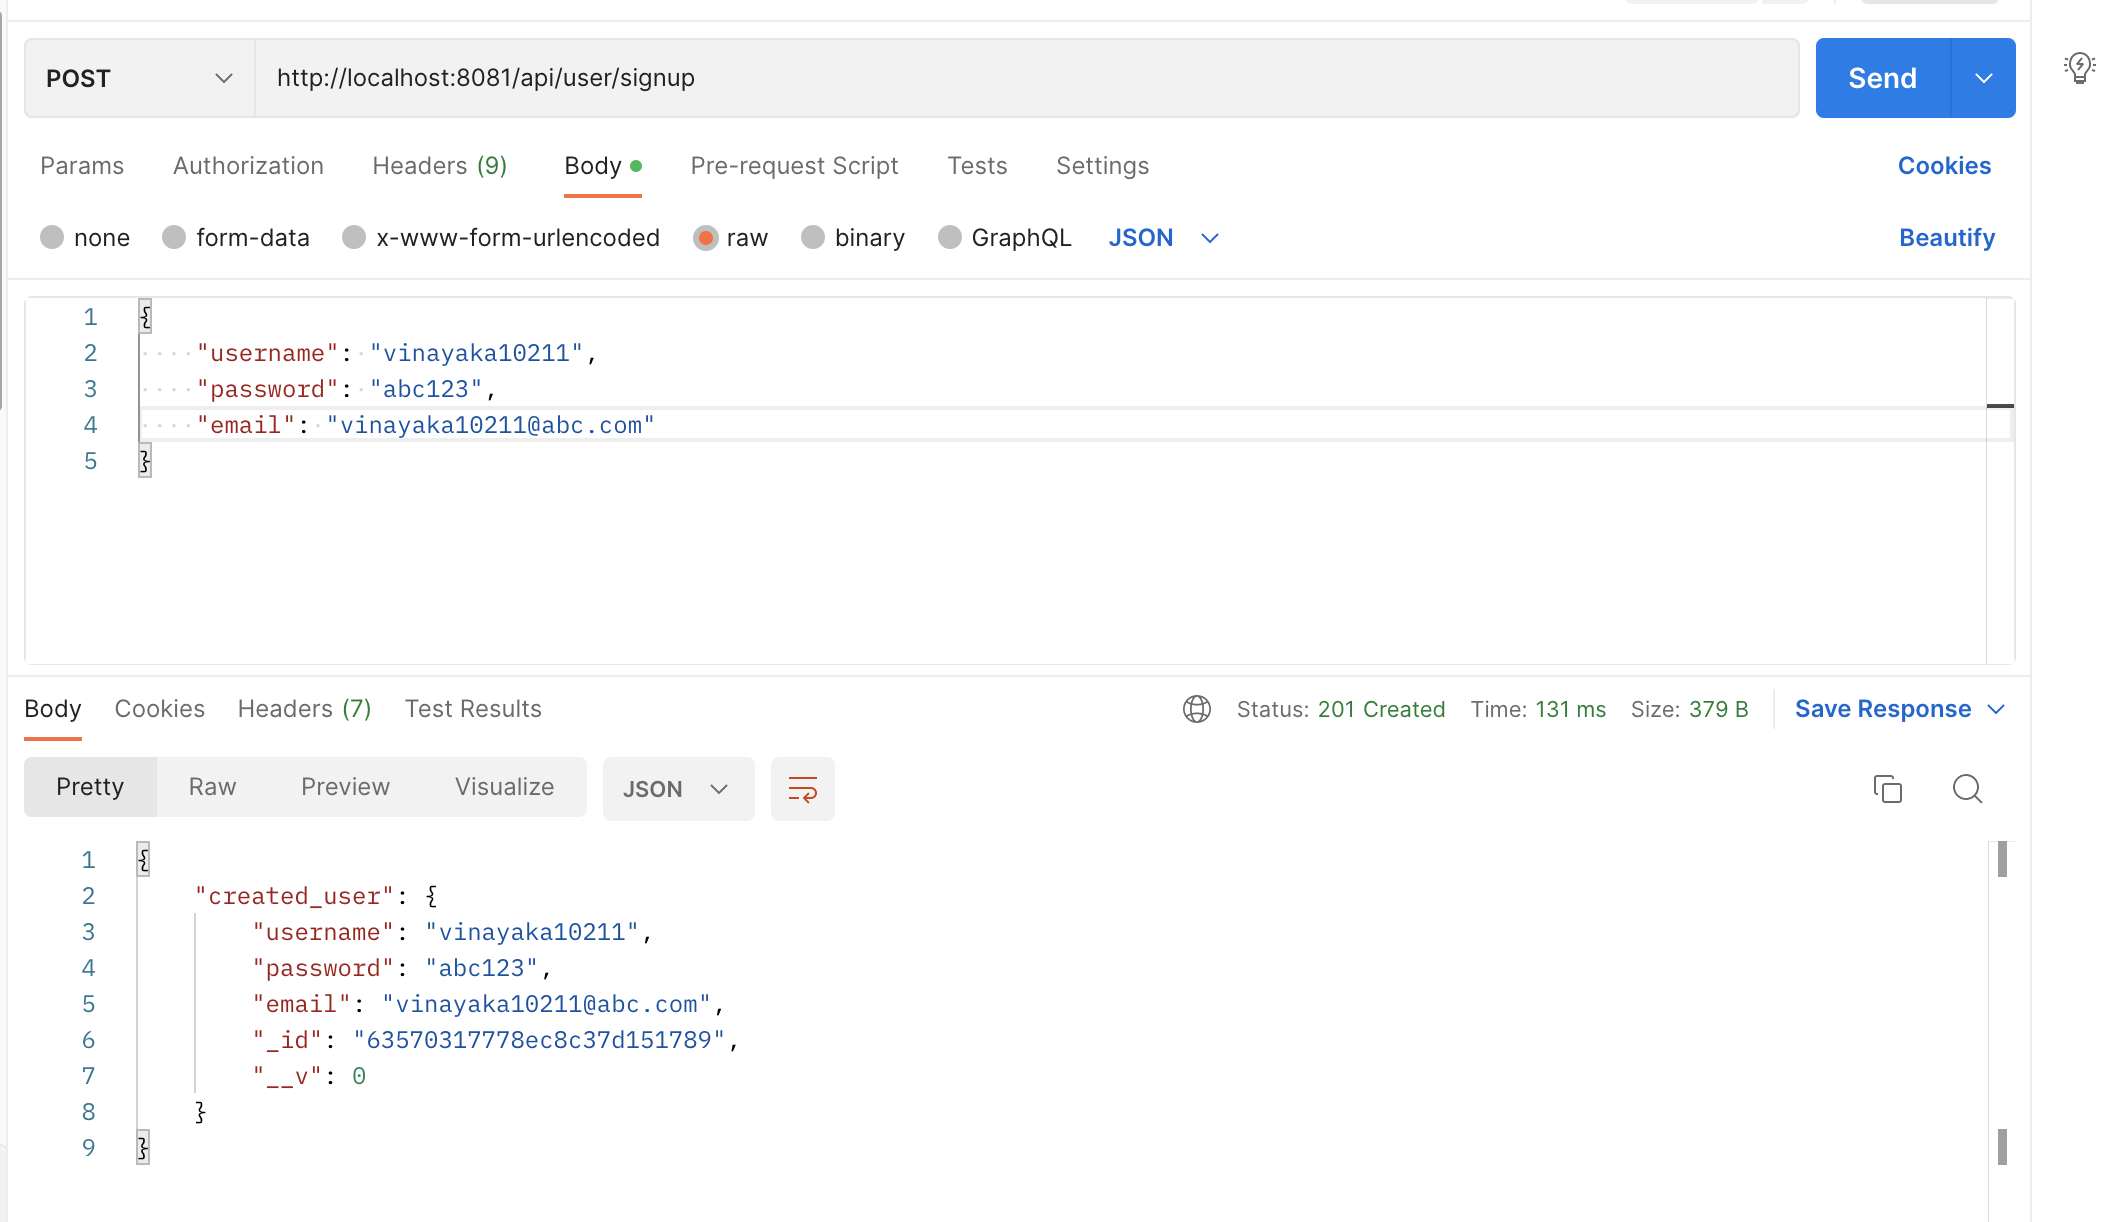 POST http://localhost:8081/api/user/signup Send
Params Authorization Headers (9) Body Pre-request Script Tests Settings Cookies
none form-data x-www-form-urlencoded raw binary GraphQL JSON Beautify
1 {
2 "username": "vinayaka10211",
3 "password": "abc123",
4 "email": "vinayaka10211@abc.com"
5 }
Body Cookies Headers (7) Test Results Status: 201 Created Time: 131 ms Size: 379 B Save Response
Pretty Raw Preview Visualize JSON
1 {
2 "created_user": {
3 "username": "vinayaka10211",
4 "password": "abc123",
5 "email": "vinayaka10211@abc.com",
6 "_id": "63570317778ec8c37d151789",
7 "__v": 0
8 }
9 }